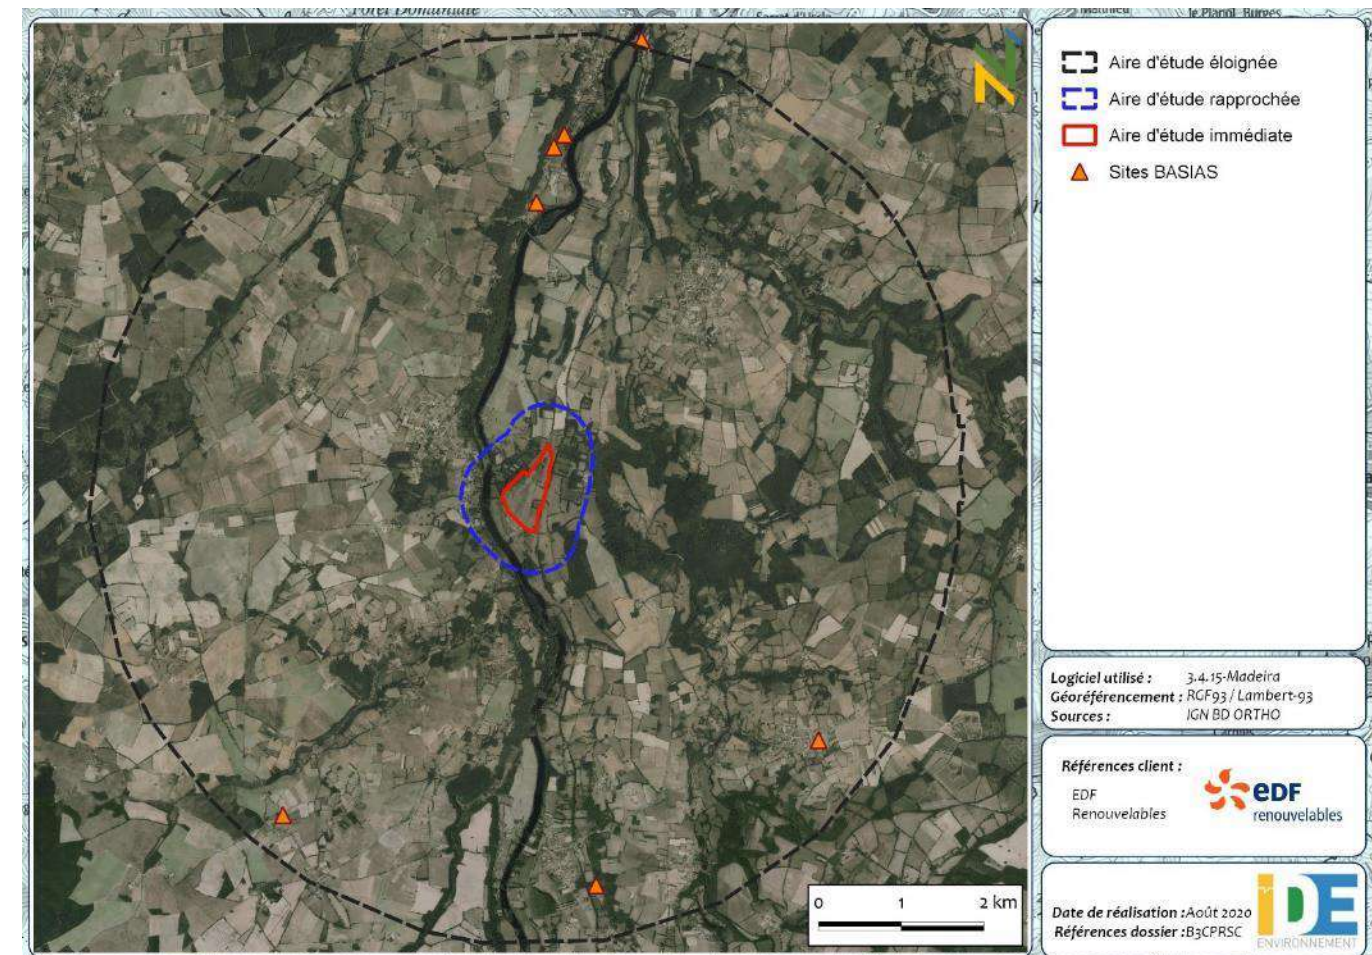 Aire d'étude éloignée
Aire d'étude rapprochée
Aire d'étude immédiate
Sites BASIAS
0 1 2 km
Logiciel utilisé : 3.4.15-Madeira
Géoréférencement : RGF93 / Lambert-93
Sources : IGN BD ORTHO
Références client :
EDF
Renouvelables
eDF
renouvelables
Date de réalisation : Août 2020
Références dossier : B3CPRSC
IDE
ENVIRONNEMENT